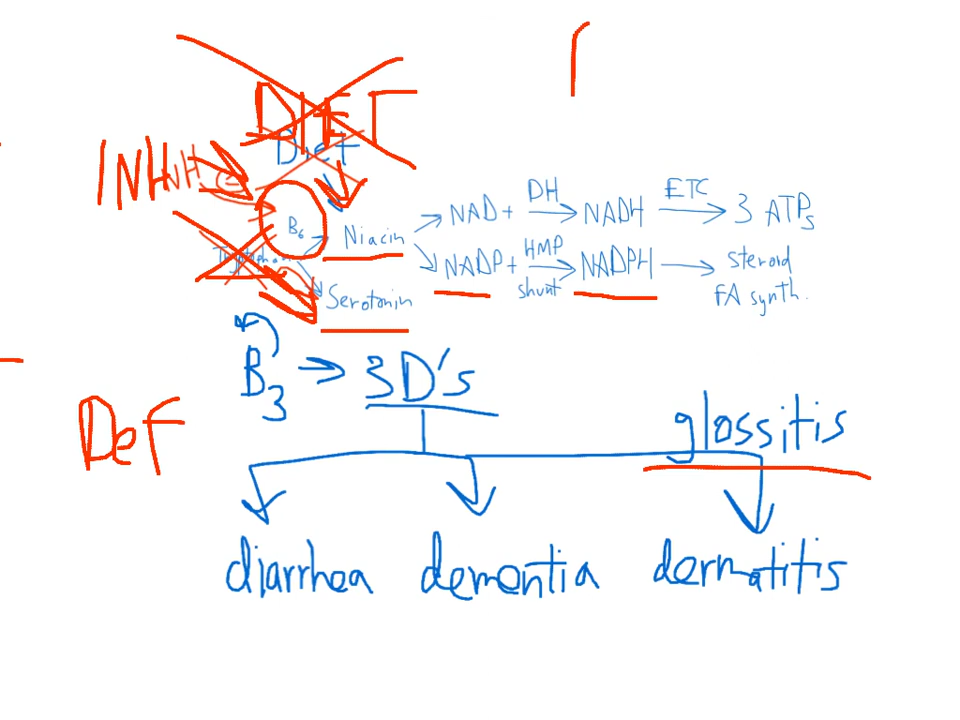 DIET
Diet
INH
B6 Niacin NAD+ DH NADH ETC 3 ATPs
NADP+ HMP shunt NADPH steroid FA synth.
Serotonin
B3 → 3D's
Def
glossitis
diarrhea dementia dermatitis